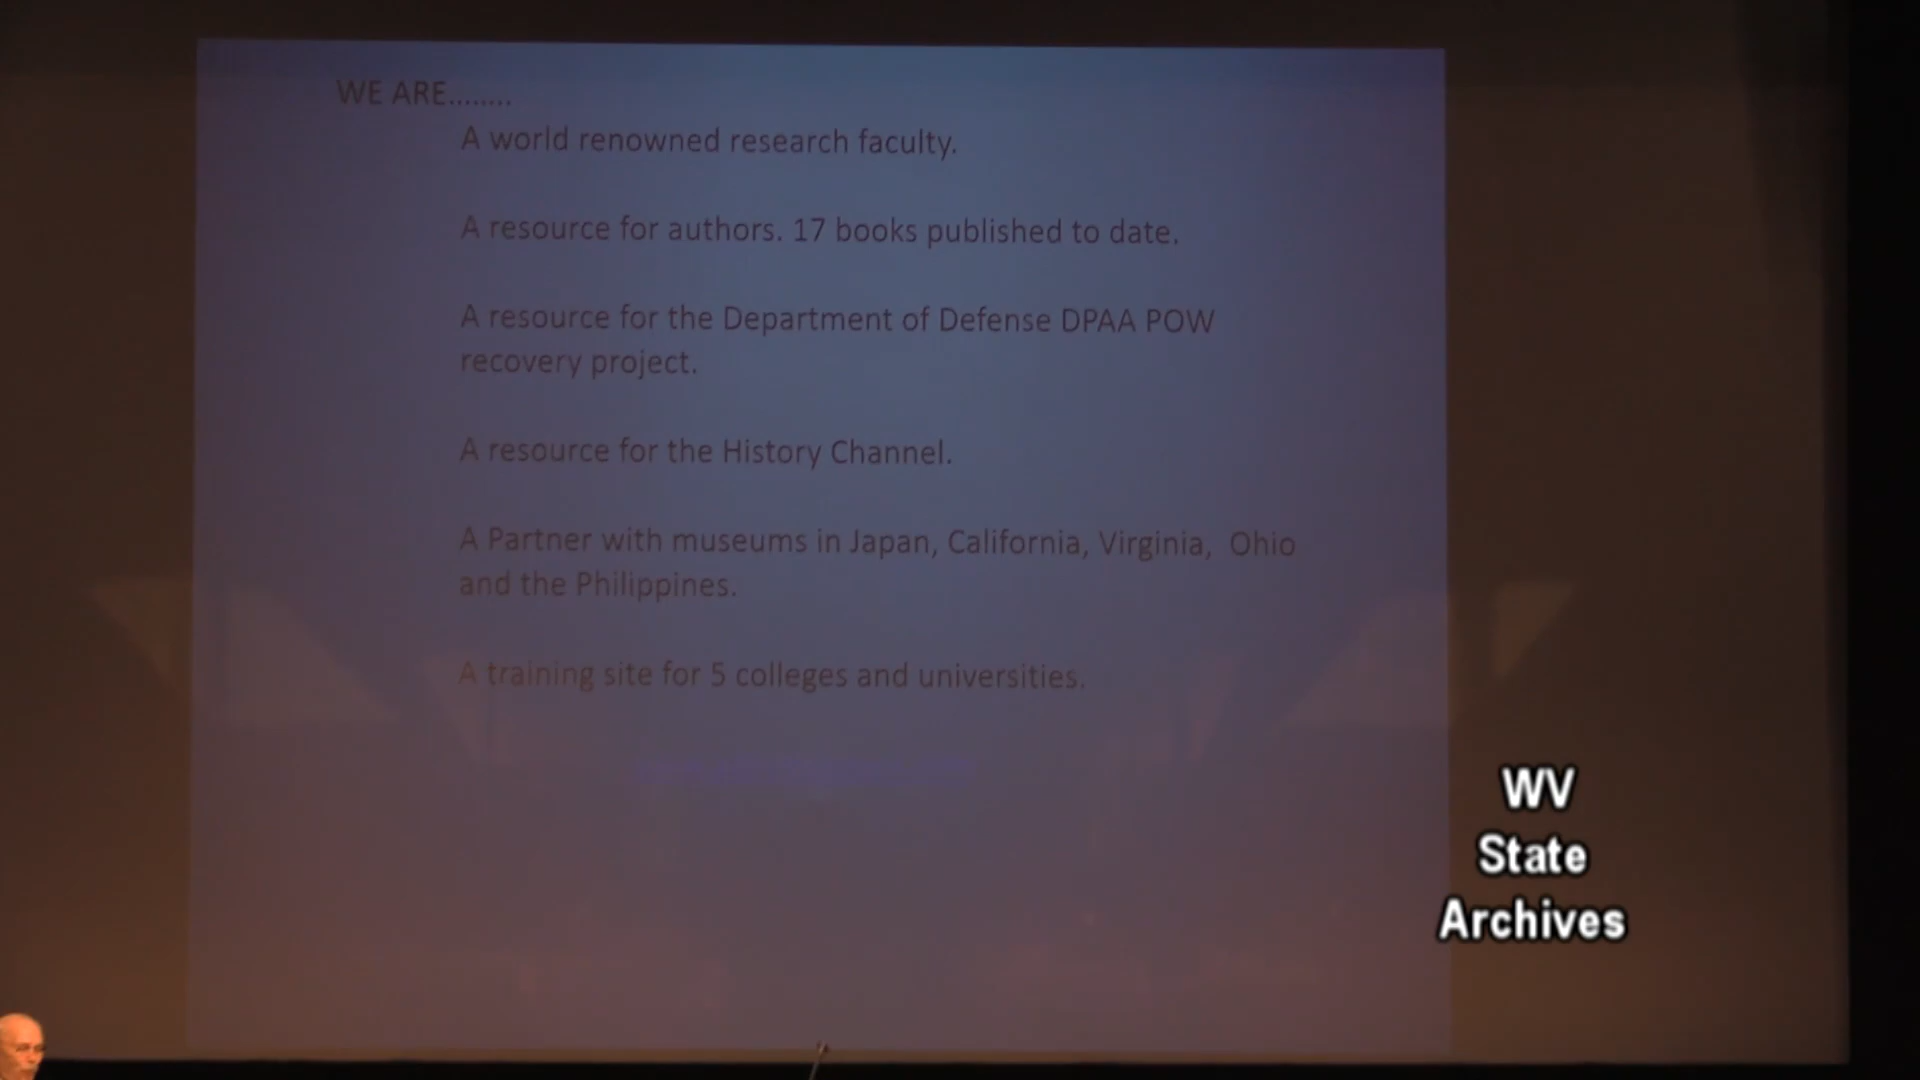 WE ARE........
A world renowned research faculty.
A resource for authors. 17 books published to date.
A resource for the Department of Defense DPAA POW
recovery project.
A resource for the History Channel.
A Partner with museums in Japan, California, Virginia, Ohio
and the Philippines.
A training site for 5 colleges and universities.
WV
State
Archives